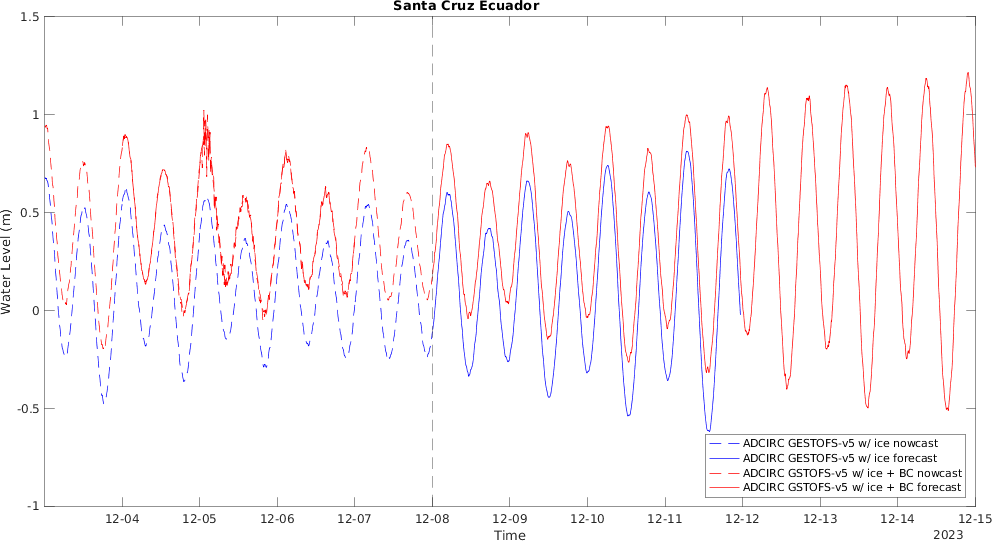 Santa Cruz Ecuador
1.5
1
0.5
0
-0.5
-1
Water Level (m)
12-04
12-05
12-06
12-07
12-08
12-09
12-10
12-11
12-12
12-13
12-14
12-15
Time
2023
ADCIRC GESTOFS-v5 w/ ice nowcast
ADCIRC GESTOFS-v5 w/ ice forecast
ADCIRC GSTOFS-v5 w/ ice + BC nowcast
ADCIRC GSTOFS-v5 w/ ice + BC forecast